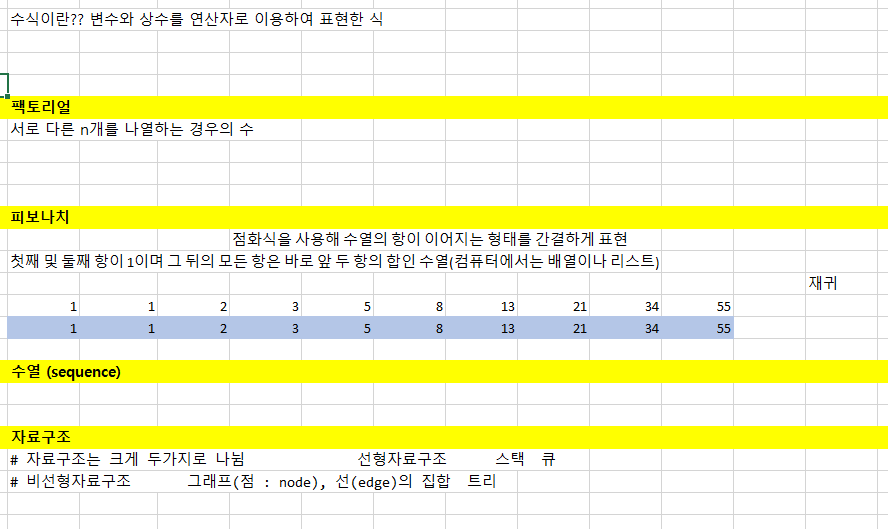 수식이란?? 변수와 상수를 연산자로 이용하여 표현한 식
팩토리얼
서로 다른 n개를 나열하는 경우의 수
피보나치
점화식을 사용해 수열의 항이 이어지는 형태를 간결하게 표현
첫째 및 둘째 항이 1이며 그 뒤의 모든 항은 바로 앞 두 항의 합인 수열(컴퓨터에서는 배열이나 리스트)
재귀
1 1 2 3 5 8 13 21 34 55
1 1 2 3 5 8 13 21 34 55
수열 (sequence)
자료구조
# 자료구조는 크게 두가지로 나뉨 선형자료구조 스택 큐
# 비선형자료구조 그래프(점 : node), 선(edge)의 집합 트리